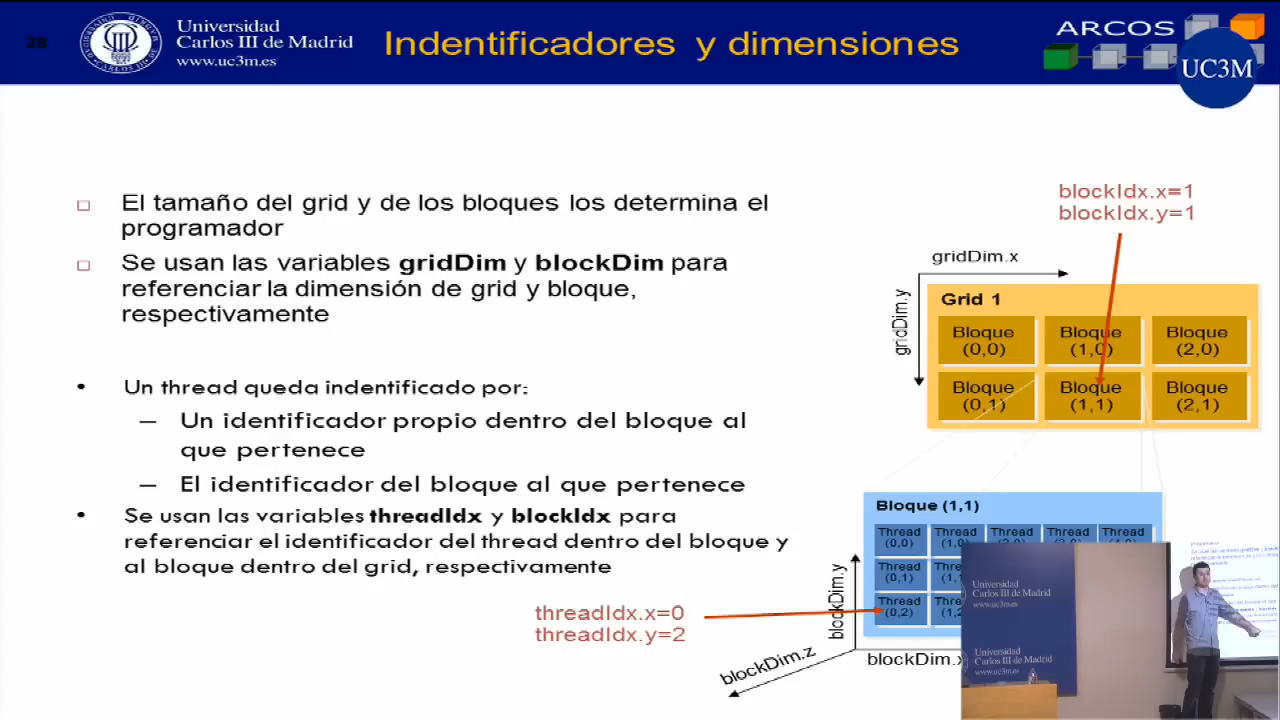 28
Universidad
Carlos III de Madrid
www.uc3m.es
Indentificadores y dimensiones
ARCOS
UC3M
El tamaño del grid y de los bloques los determina el
programador
Se usan las variables gridDim y blockDim para
referenciar la dimensión de grid y bloque,
respectivamente
Un thread queda indentificado por:
– Un identificador propio dentro del bloque al
que pertenece
– El identificador del bloque al que pertenece
Se usan las variables threadIdx y blockIdx para
referenciar el identificador del thread dentro del bloque y
al bloque dentro del grid, respectivamente
threadIdx.x=0
threadIdx.y=2
blockIdx.x=1
blockIdx.y=1
gridDim.x
gridDim.y
Grid 1
Bloque Bloque Bloque
(0,0) (1,0) (2,0)
Bloque Bloque Bloque
(0,1) (1,1) (2,1)
Bloque (1,1)
Thread Thread Thread Thread Thread
(0,0) (1,0)
Thread
(0,1)
Thread
(0,2)
blockDim.y
blockDim.x
blockDim.z
Universidad
Carlos III de Madrid
www.uc3m.es
Universidad
Carlos III de Madrid
www.uc3m.es